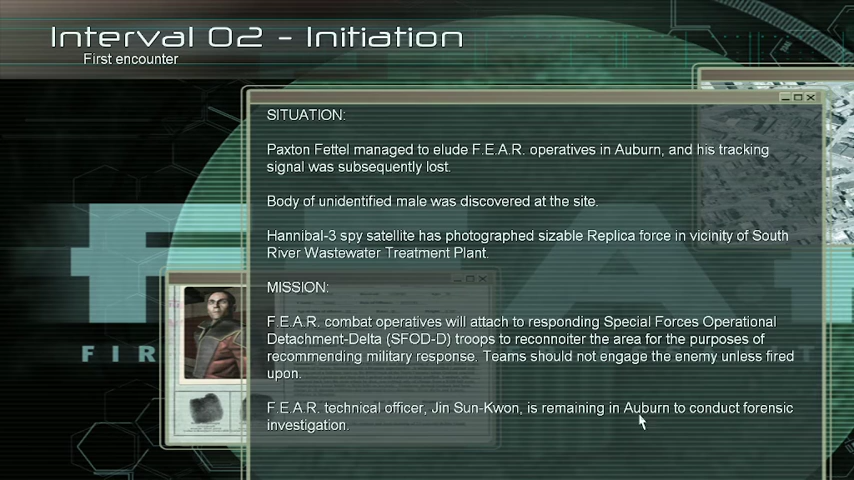 Interval 02 - Initiation
First encounter
SITUATION:
Paxton Fettel managed to elude F.E.A.R. operatives in Auburn, and his tracking
signal was subsequently lost.
Body of unidentified male was discovered at the site.
Hannibal-3 spy satellite has photographed sizable Replica force in vicinity of South
River Wastewater Treatment Plant.
MISSION:
F.E.A.R. combat operatives will attach to responding Special Forces Operational
Detachment-Delta (SFOD-D) troops to reconnoiter the area for the purposes of
recommending military response. Teams should not engage the enemy unless fired
upon.
F.E.A.R. technical officer, Jin Sun-Kwon, is remaining in Auburn to conduct forensic
investigation.